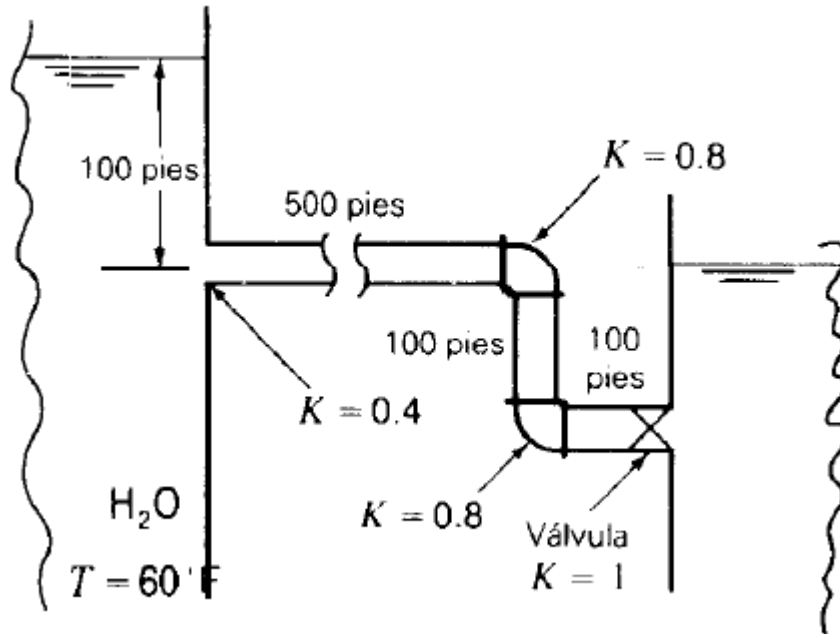 K = 0.8
100 pies
500 pies
100 pies
100
pies
K = 0.4
H₂O
K = 0.8
Válvula
T = 60°F
K = 1